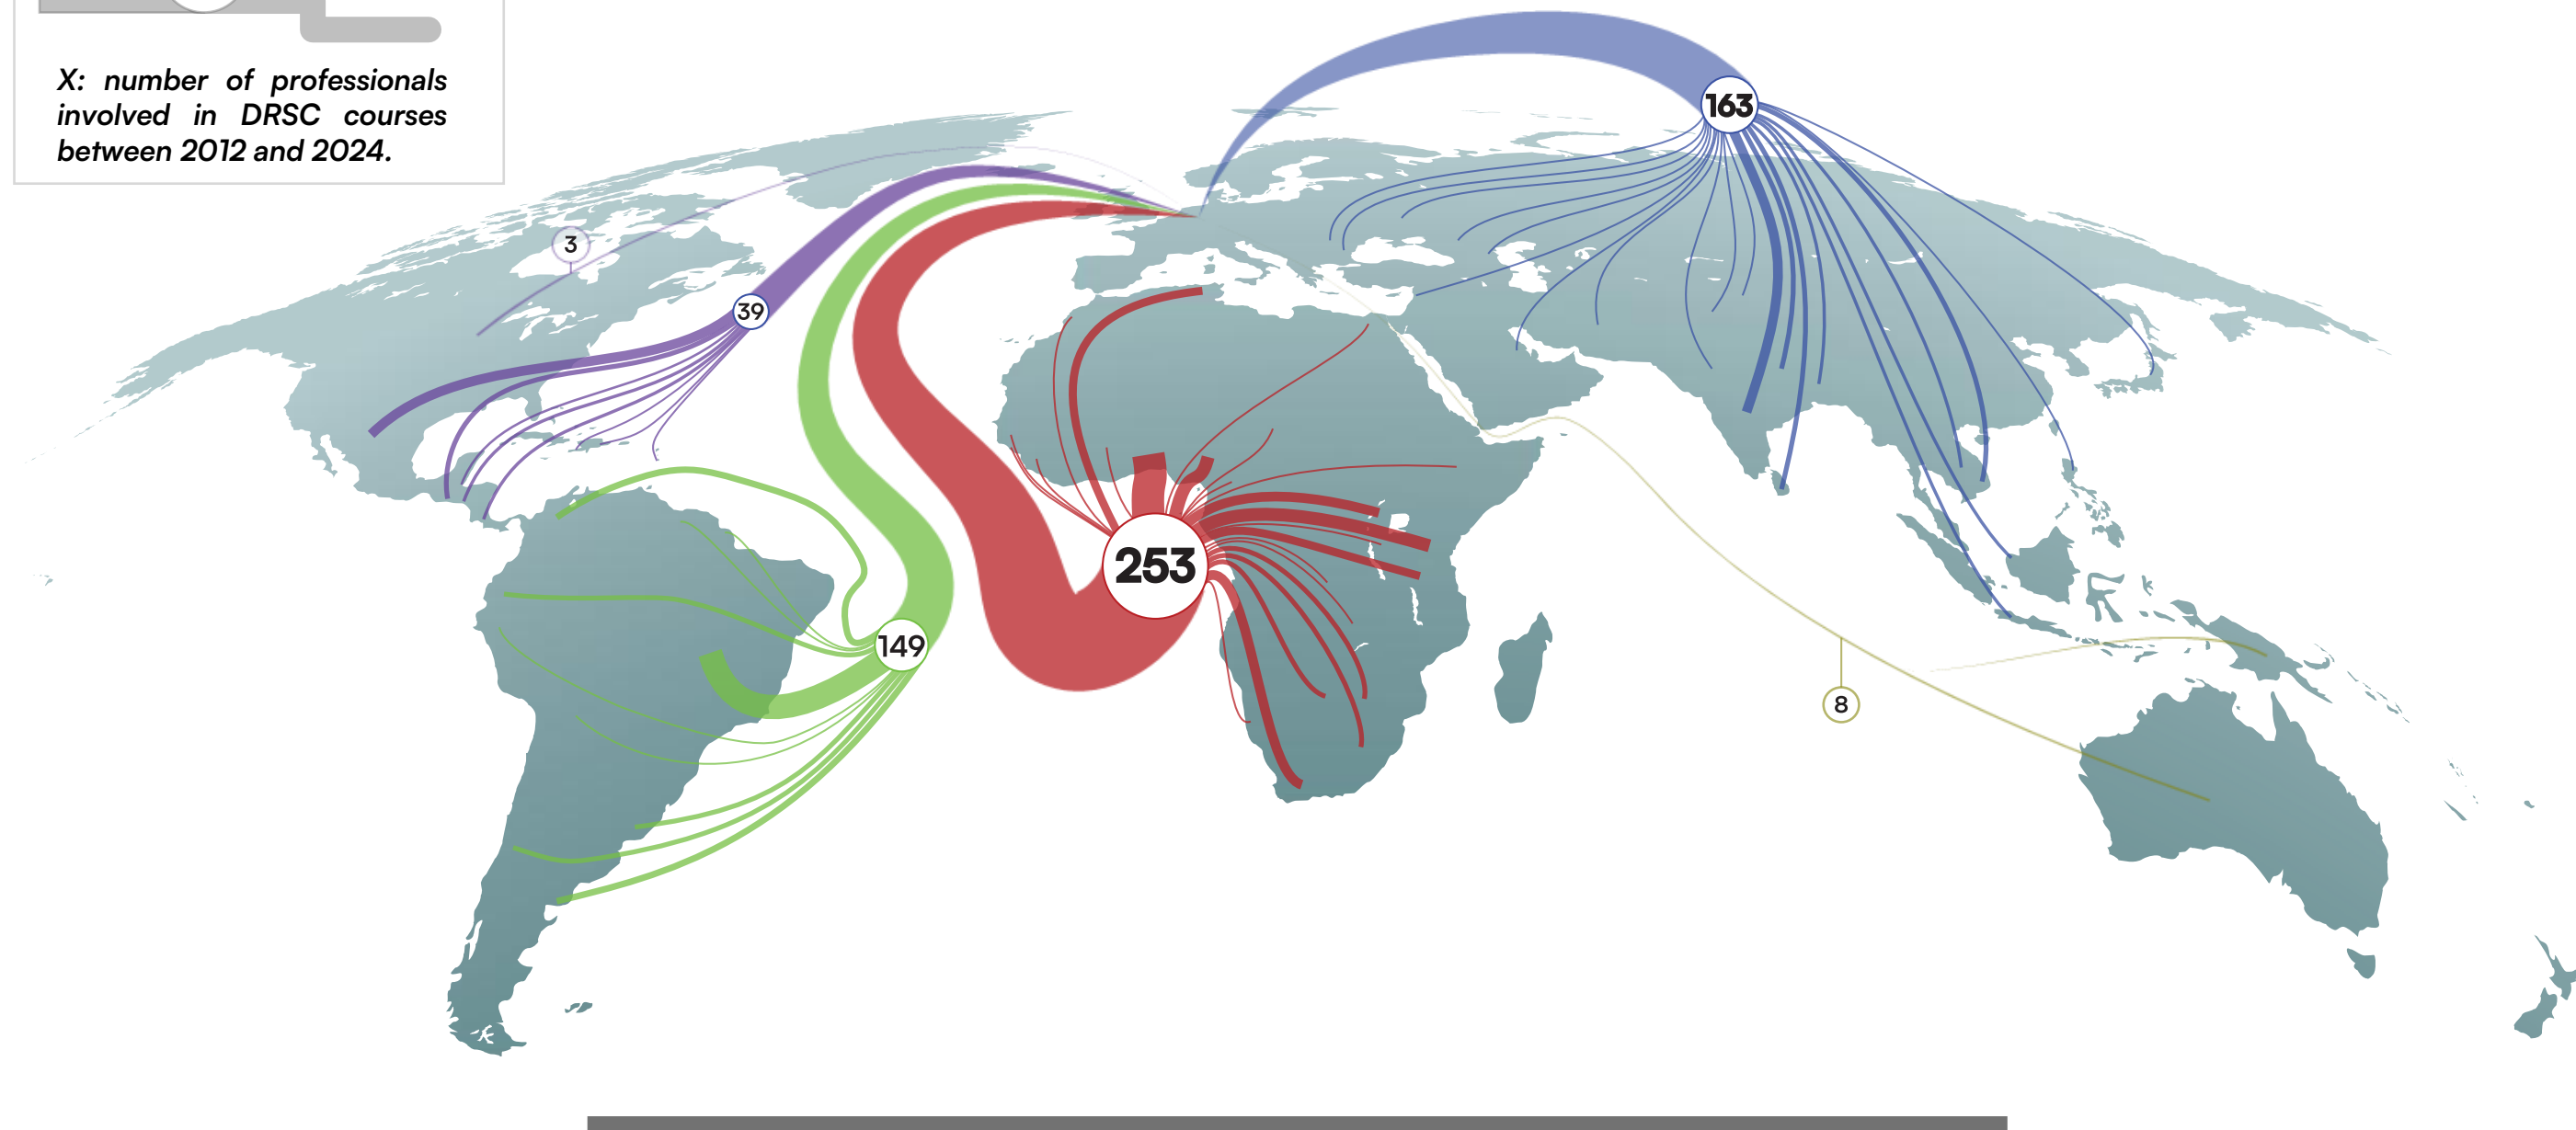 X: number of professionals
involved in DRSC courses
between 2012 and 2024.
163
3
39
253
149
8